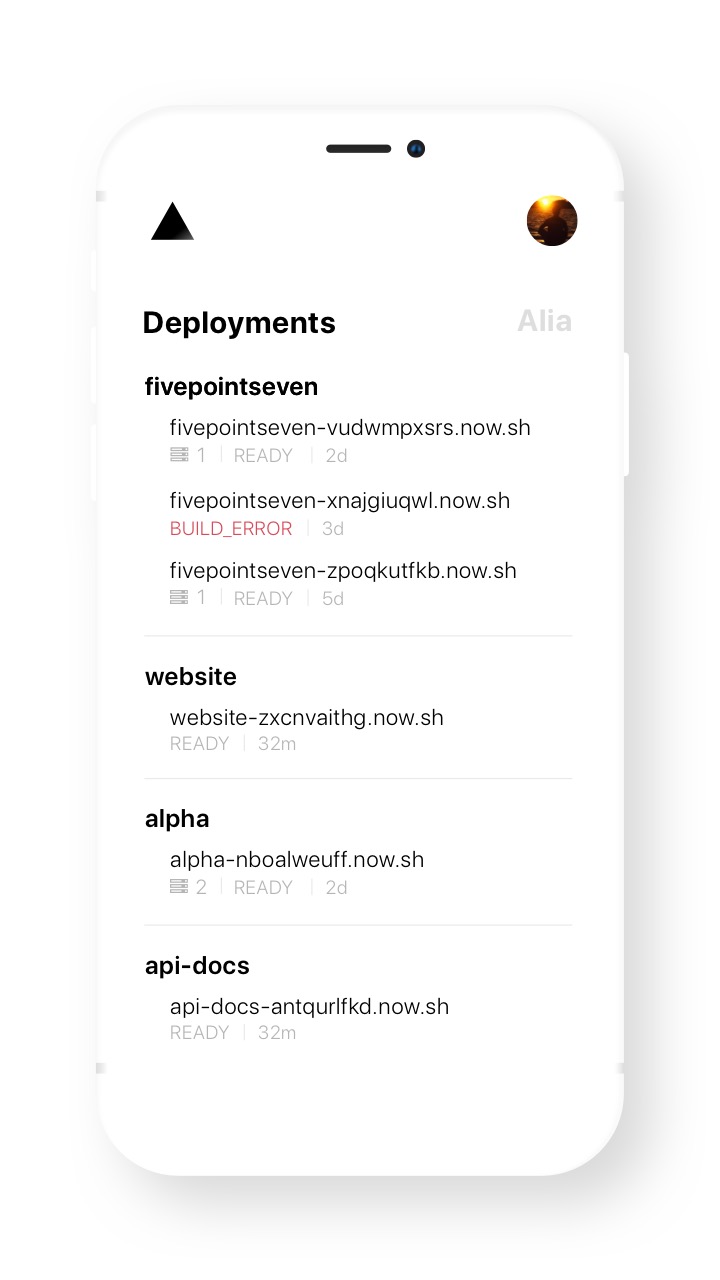 Deployments Alia
fivepointseven
fivepointseven-vudwmpxsrs.now.sh
1 | READY | 2d
fivepointseven-xnajgiuqwl.now.sh
BUILD_ERROR | 3d
fivepointseven-zpoqkutfkb.now.sh
1 | READY | 5d
website
website-zxcnvaithg.now.sh
READY | 32m
alpha
alpha-nboalweuff.now.sh
2 | READY | 2d
api-docs
api-docs-antqurlfkd.now.sh
READY | 32m